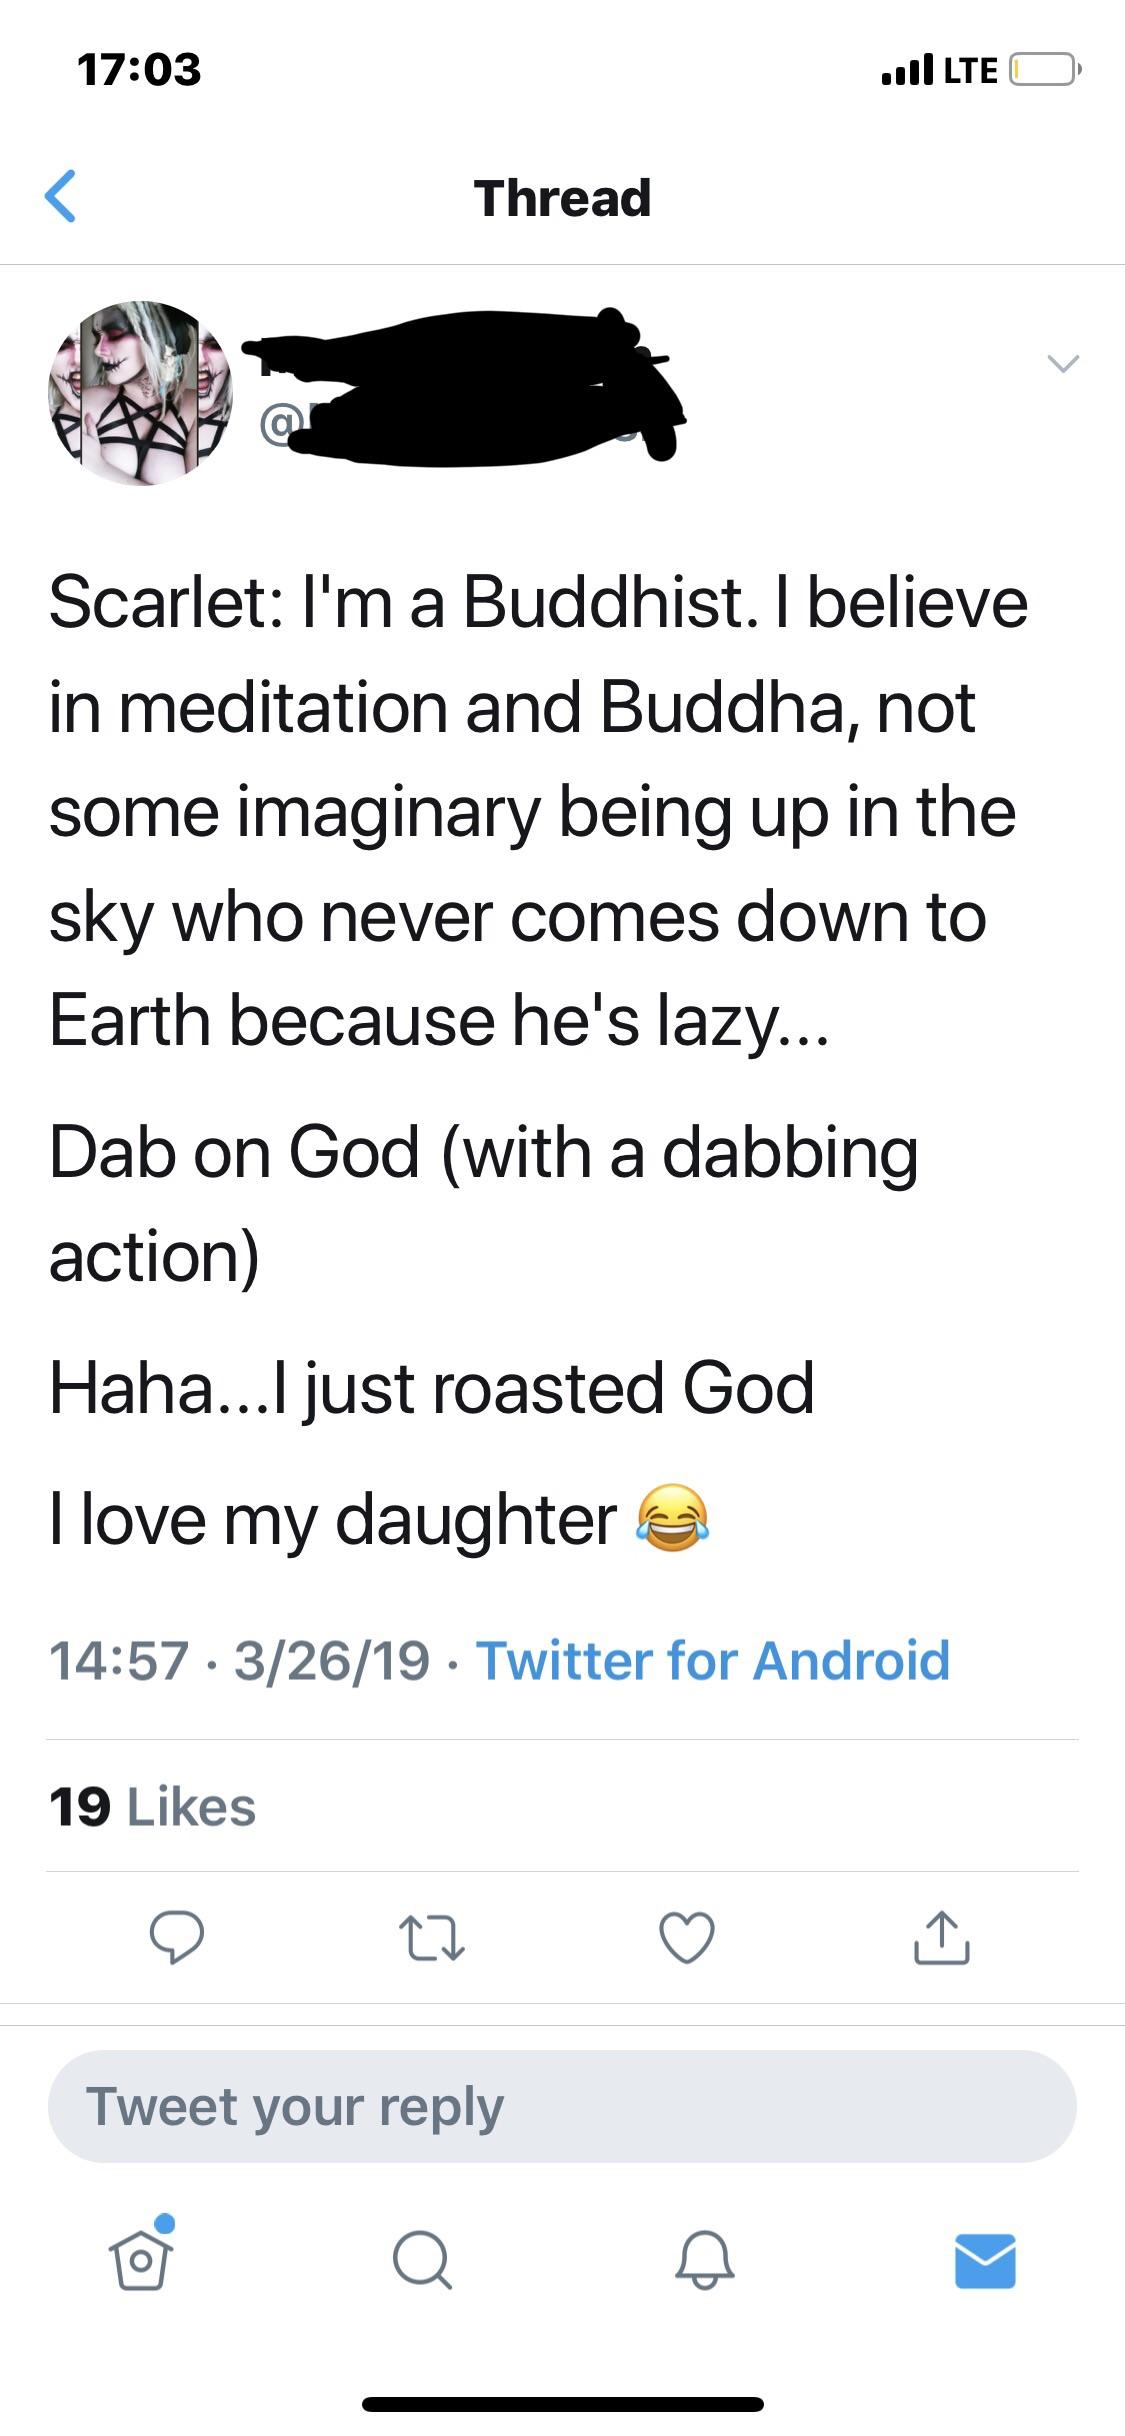 17:03
LTE
Thread
@
Scarlet: I'm a Buddhist. I believe
in meditation and Buddha, not
some imaginary being up in the
sky who never comes down to
Earth because he's lazy...
Dab on God (with a dabbing
action)
Haha...I just roasted God
I love my daughter 😂
14:57 · 3/26/19 · Twitter for Android
19 Likes
Tweet your reply